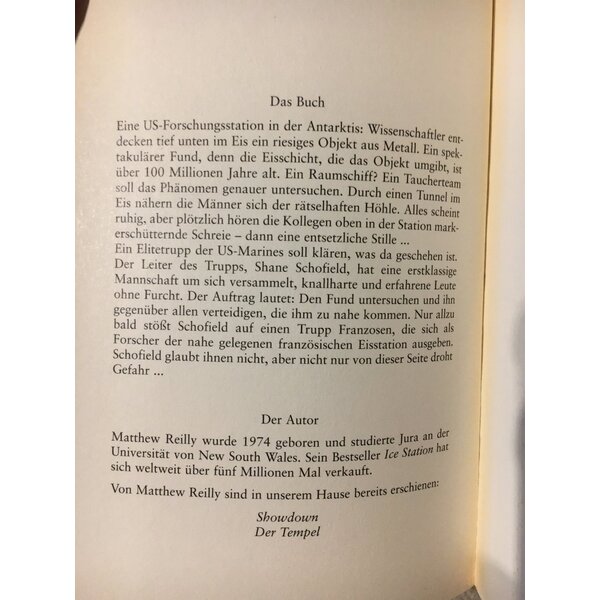 Das Buch
Eine US-Forschungsstation in der Antarktis: Wissenschaftler ent-
decken tief unten im Eis ein riesiges Objekt aus Metall. Ein spek-
takulärer Fund, denn die Eisschicht, die das Objekt umgibt, ist
über 100 Millionen Jahre alt. Ein Raumschiff? Ein Taucherteam
soll das Phänomen genauer untersuchen. Durch einen Tunnel im
Eis nähern die Männer sich der rätselhaften Höhle. Alles scheint
ruhig, aber plötzlich hören die Kollegen oben in der Station mark-
erschütternde Schreie – dann eine entsetzliche Stille ...
Ein Elitetrupp der US-Marines soll klären, was da geschehen ist.
Der Leiter des Trupps, Shane Schofield, hat eine erstklassige
Mannschaft um sich versammelt, knallharte und erfahrene Leute
ohne Furcht. Der Auftrag lautet: Den Fund untersuchen und ihn
gegenüber allen verteidigen, die ihm zu nahe kommen. Nur allzu
bald stößt Schofield auf einen Trupp Franzosen, die sich als
Forscher der nahe gelegenen französischen Eisstation ausgeben.
Schofield glaubt ihnen nicht, aber nicht nur von dieser Seite droht
Gefahr ...
Der Autor
Matthew Reilly wurde 1974 geboren und studierte Jura an der
Universität von New South Wales. Sein Bestseller Ice Station hat
sich weltweit über fünf Millionen Mal verkauft.
Von Matthew Reilly sind in unserem Hause bereits erschienen:
Showdown
Der Tempel